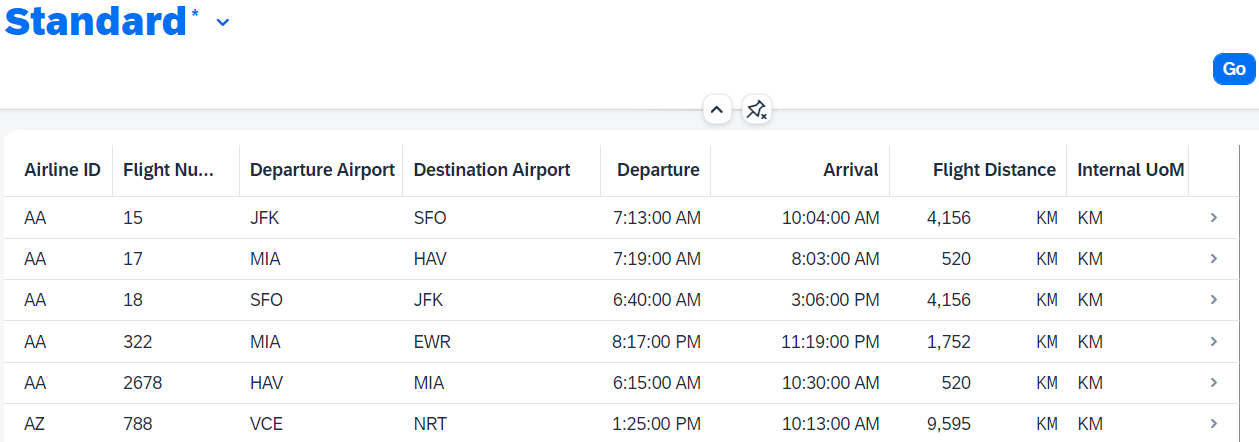 Standard *
Go
Airline ID Flight Nu... Departure Airport Destination Airport Departure Arrival Flight Distance Internal UoM
AA 15 JFK SFO 7:13:00 AM 10:04:00 AM 4,156 KM KM
AA 17 MIA HAV 7:19:00 AM 8:03:00 AM 520 KM KM
AA 18 SFO JFK 6:40:00 AM 3:06:00 PM 4,156 KM KM
AA 322 MIA EWR 8:17:00 PM 11:19:00 PM 1,752 KM KM
AA 2678 HAV MIA 6:15:00 AM 10:30:00 AM 520 KM KM
AZ 788 VCE NRT 1:25:00 PM 10:13:00 AM 9,595 KM KM